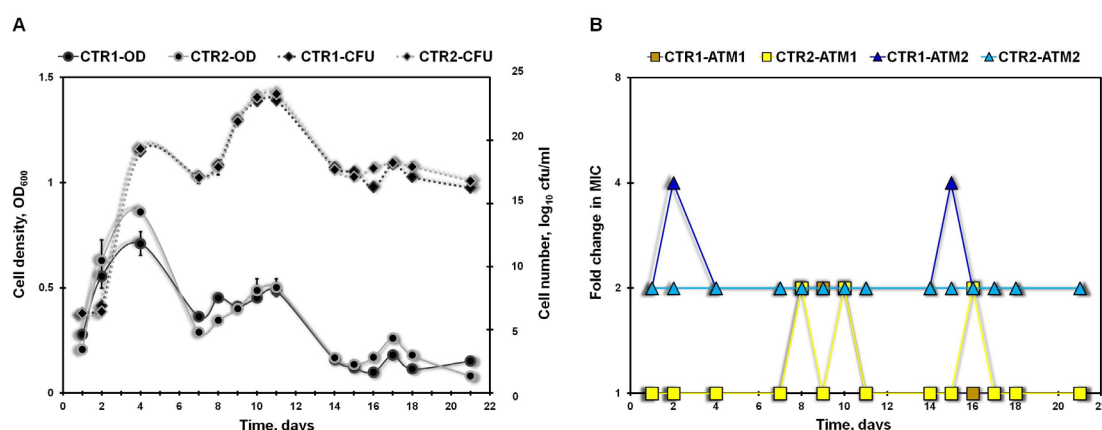 A
CTR1-OD CTR2-OD CTR1-CFU CTR2-CFU
1.5
1
0.5
0
Cell density, OD600
25
20
15
10
5
0
Cell number, log10 cfu/ml
0 2 4 6 8 10 12 14 16 18 20 22
Time, days
B
CTR1-ATM1 CTR2-ATM1 CTR1-ATM2 CTR2-ATM2
8
4
2
1
Fold change in MIC
0 2 4 6 8 10 12 14 16 18 20 22
Time, days